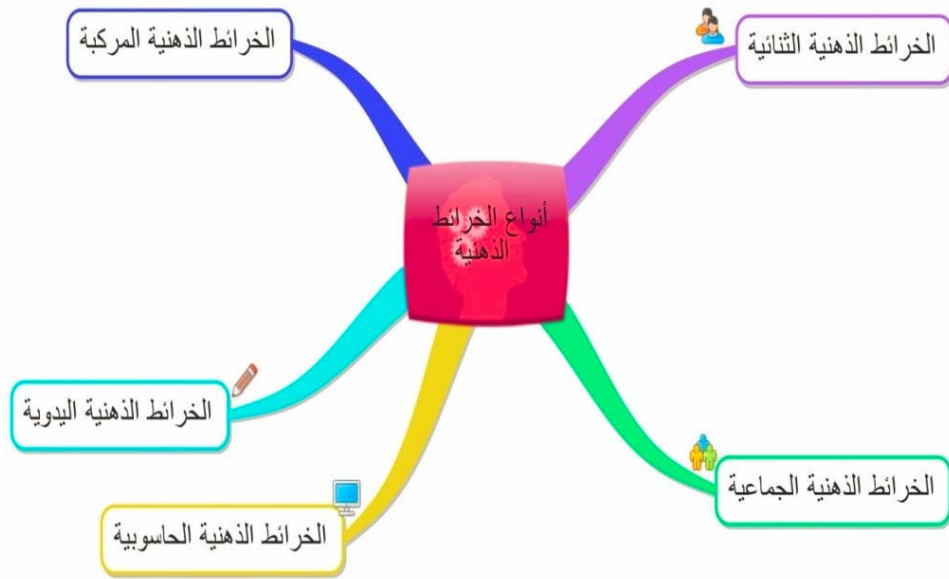 أنواع الخرائط
الذهنية
الخرائط الذهنية الثنائية
الخرائط الذهنية المركبة
الخرائط الذهنية اليدوية
الخرائط الذهنية الحاسوبية
الخرائط الذهنية الجماعية